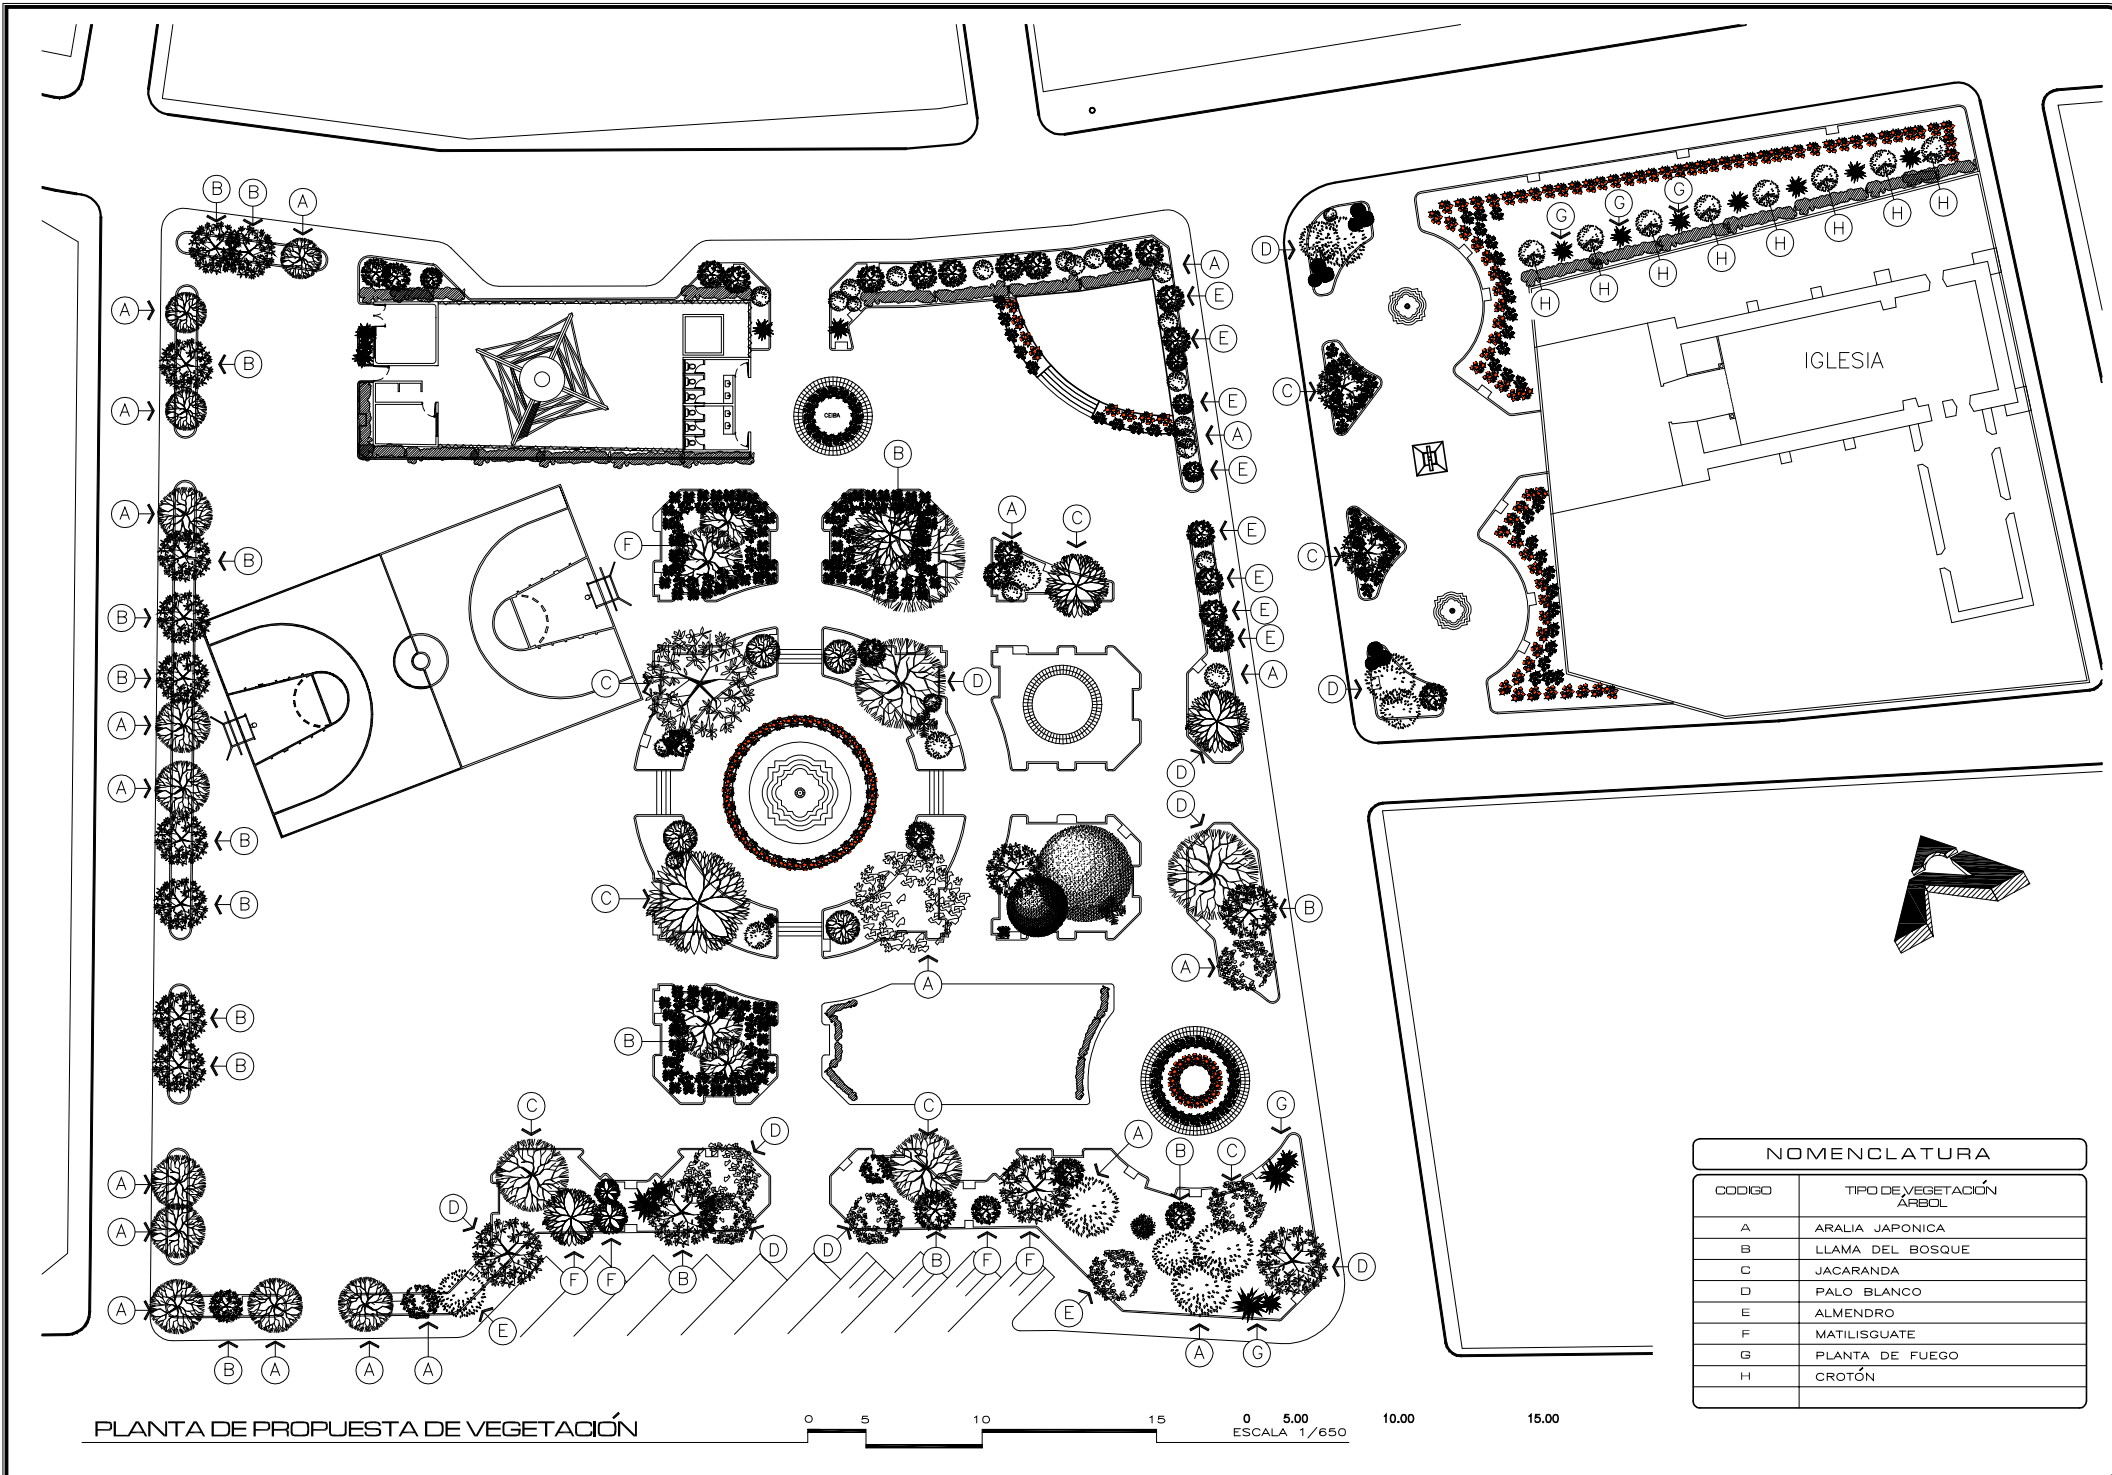 B B A
G G G
D
H H H H H H H H
A
A
E
B
E
IGLESIA
C
E
A
CEIBA
A
B
E
A
A
C
E
F
C
B
E
B
E
E
B
C
D
A
D
A
D
A
D
B
C
B
B
A
A
B
B
B
C
C
G
D
A
B
C
A
D
A
D
D
B
D
F
F
B
F
F
D
A
E
E
B
A
A
A
A
G
NOMENCLATURA
CODIGO TIPO DE VEGETACIÓN
ÁRBOL
A ARALIA JAPONICA
B LLAMA DEL BOSQUE
C JACARANDA
D PALO BLANCO
E ALMENDRO
F MATILISGUATE
G PLANTA DE FUEGO
H CROTÓN
PLANTA DE PROPUESTA DE VEGETACIÓN
0 5 10 15
0 5.00 10.00 15.00
ESCALA 1/650